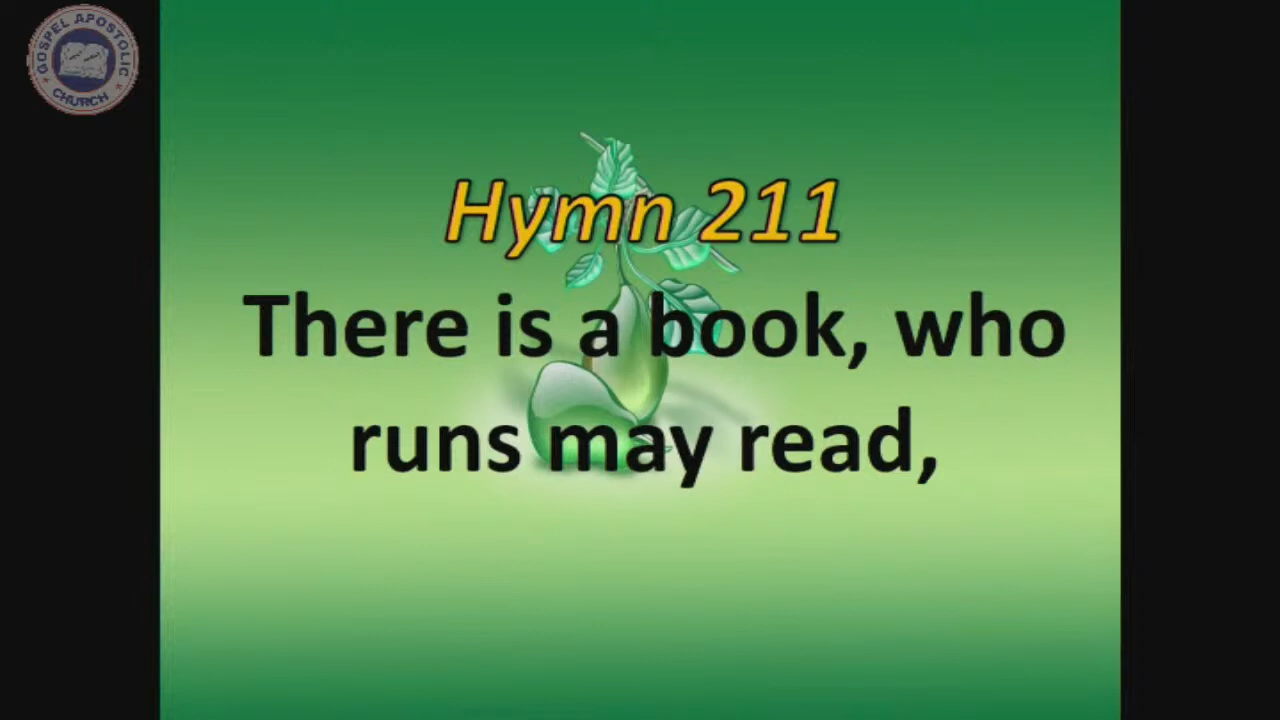 GOSPEL APOSTOLIC
CHURCH
Hymn 211
There is a book, who
runs may read,